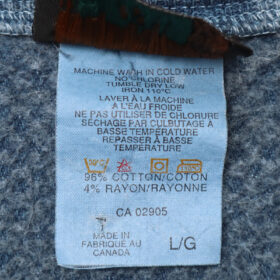 MACHINE WASH IN COLD WATER
NO CHLORINE
TUMBLE DRY LOW
IRON 110°C
LAVER À LA MACHINE
A L'EAU FROIDE
NE PAS UTILISER DE CHLORURE
SÉCHAGE PAR CULBUTAGE À
BASSE TEMPÉRATURE
REPASSER À BASSE
TEMPÉRATURE
96% COTTON/COTON
4% RAYON/RAYONNE
CA 02905
MADE IN
FABRIQUE AU
CANADA
L/G